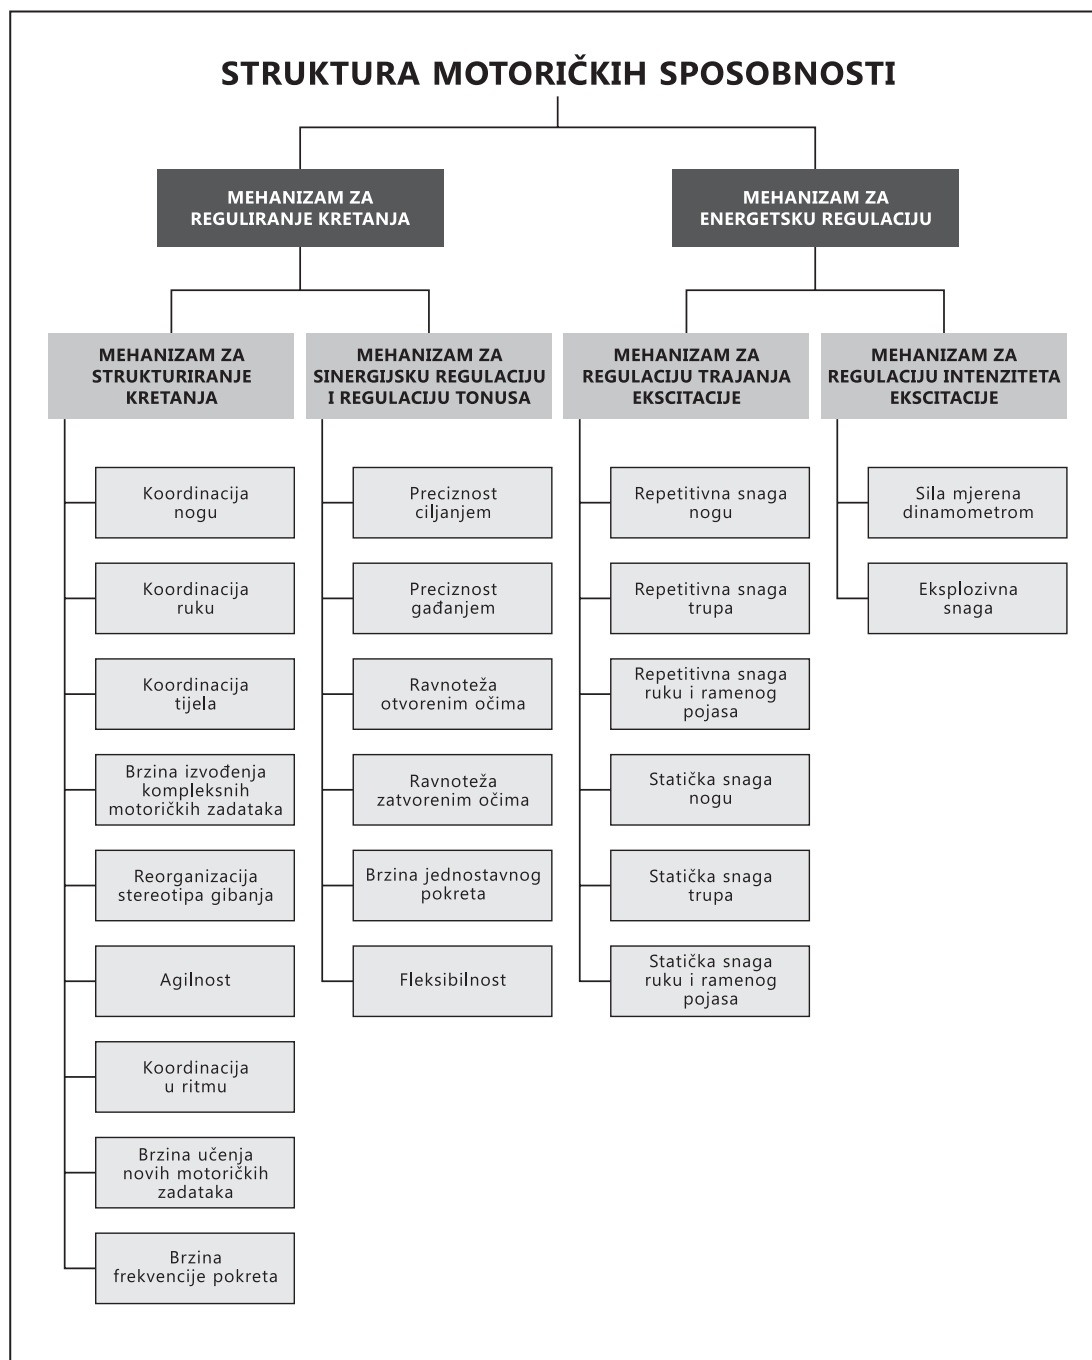 STRUKTURA MOTORIČKIH SPOSOBNOSTI
MEHANIZAM ZA
REGULIRANJE KRETANJA
MEHANIZAM ZA
ENERGETSKU REGULACIJU
MEHANIZAM ZA
STRUKTURIRANJE
KRETANJA
MEHANIZAM ZA
SINERGIJSKU REGULACIJU
I REGULACIJU TONUSA
MEHANIZAM ZA
REGULACIJU TRAJANJA
EKSCITACIJE
MEHANIZAM ZA
REGULACIJU INTENZITETA
EKSCITACIJE
Koordinacija
nogu
Koordinacija
ruku
Koordinacija
tijela
Brzina izvođenja
kompleksnih
motoričkih zadataka
Reorganizacija
stereotipa gibanja
Agilnost
Koordinacija
u ritmu
Brzina učenja
novih motoričkih
zadataka
Brzina
frekvencije pokreta
Preciznost
ciljanjem
Preciznost
gađanjem
Ravnoteža
otvorenim očima
Ravnoteža
zatvorenim očima
Brzina jednostavnog
pokreta
Fleksibilnost
Repetitivna snaga
nogu
Repetitivna snaga
trupa
Repetitivna snaga
ruku i ramenog
pojasa
Statička snaga
nogu
Statička snaga
trupa
Statička snaga
ruku i ramenog
pojasa
Sila mjerena
dinamometrom
Eksplozivna
snaga